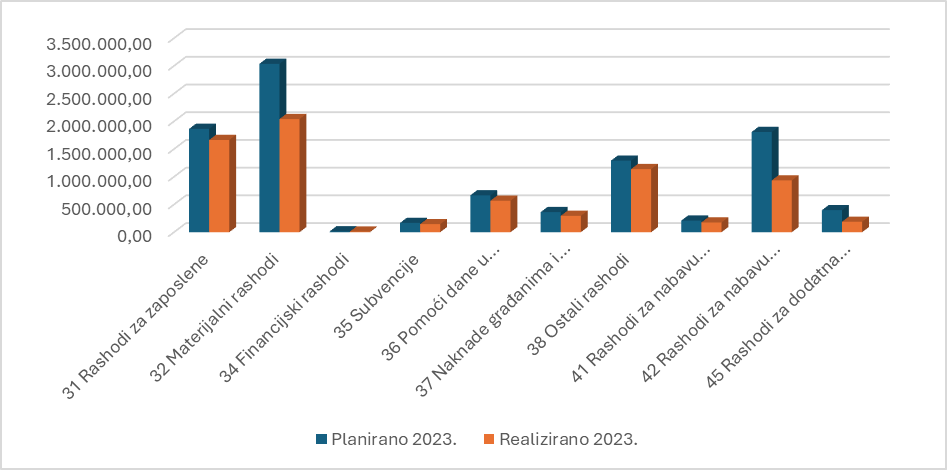 3.500.000,00
3.000.000,00
2.500.000,00
2.000.000,00
1.500.000,00
1.000.000,00
500.000,00
0,00
31 Rashodi za zaposlene
32 Materijalni rashodi
34 Financijski rashodi
35 Subvencije
36 Pomoći dane u...
37 Naknade građanima i...
38 Ostali rashodi
41 Rashodi za nabavu...
42 Rashodi za nabavu...
45 Rashodi za dodatna...
Planirano 2023. Realizirano 2023.